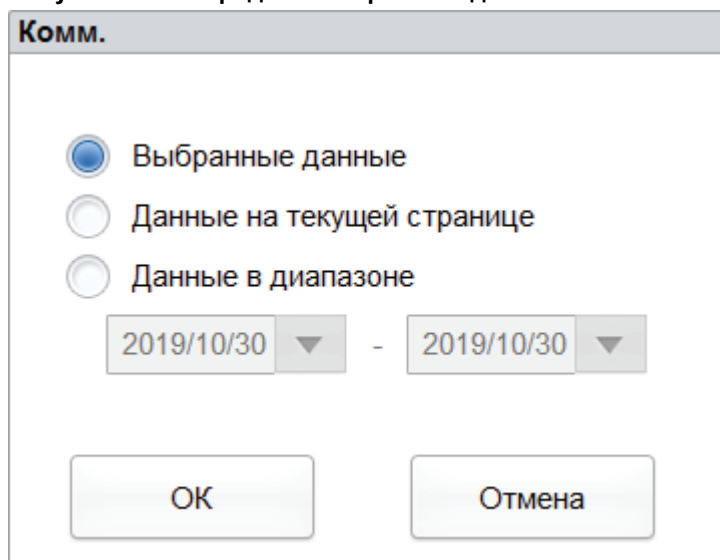 Комм.
Выбранные данные
Данные на текущей странице
Данные в диапазоне
2019/10/30 - 2019/10/30
ОК Отмена